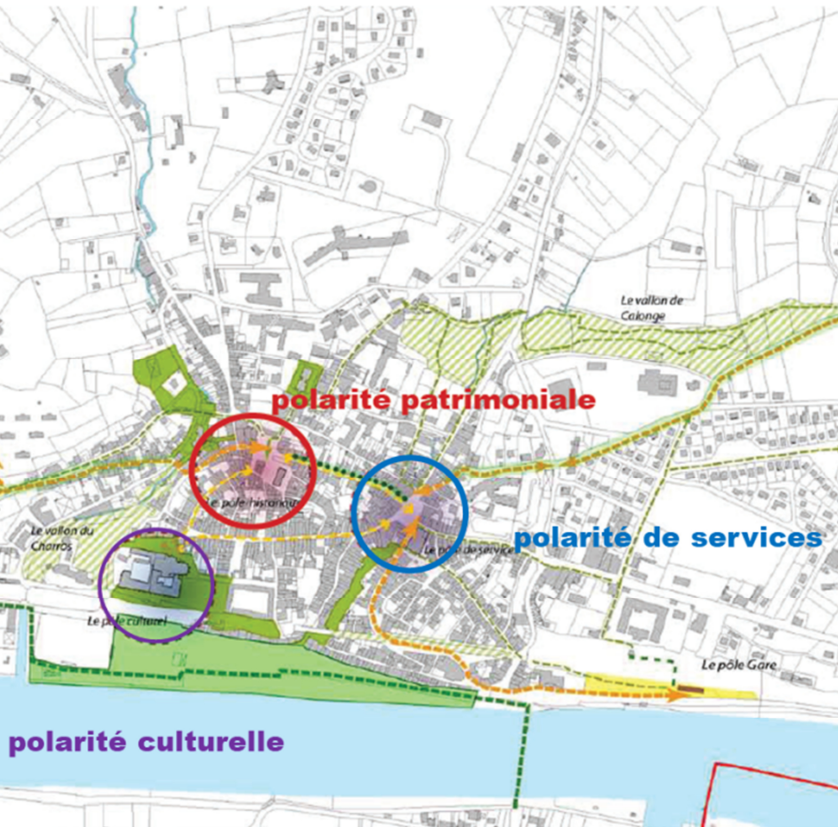 Le vallon de
Calonge
polarité patrimoniale
Le pôle historique
Le vallon du
Charros
polarité de services
Le pôle de services
Le pôle culturel
Le pôle Gare
polarité culturelle